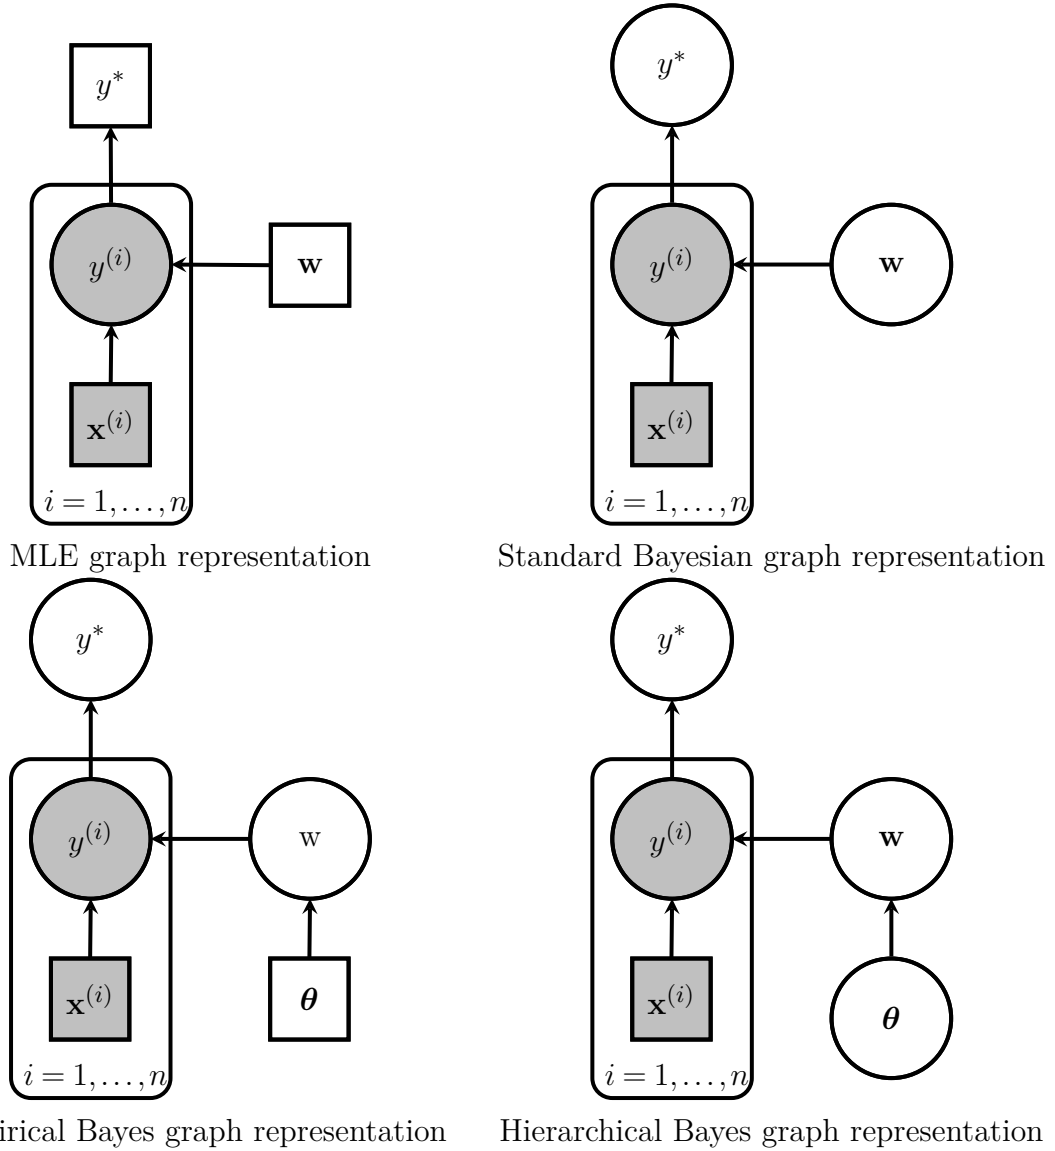 y*
y(i)
w
x(i)
i = 1, ..., n
MLE graph representation
y*
y(i)
w
x(i)
i = 1, ..., n
Standard Bayesian graph representation
y*
y(i)
w
x(i)
θ
i = 1, ..., n
irical Bayes graph representation
y*
y(i)
w
x(i)
θ
i = 1, ..., n
Hierarchical Bayes graph representation